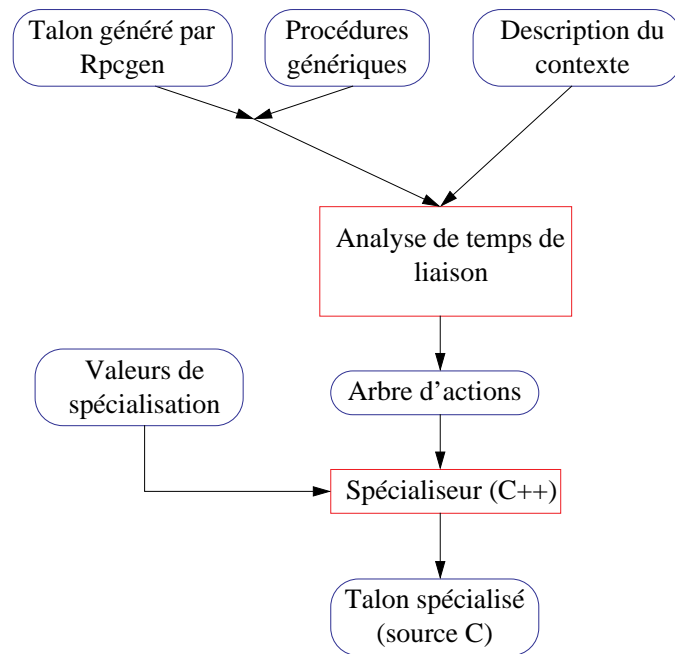 Talon généré par
Rpcgen
Procédures
génériques
Description du
contexte
Analyse de temps de
liaison
Valeurs de
spécialisation
Arbre d'actions
Spécialiseur (C++)
Talon spécialisé
(source C)